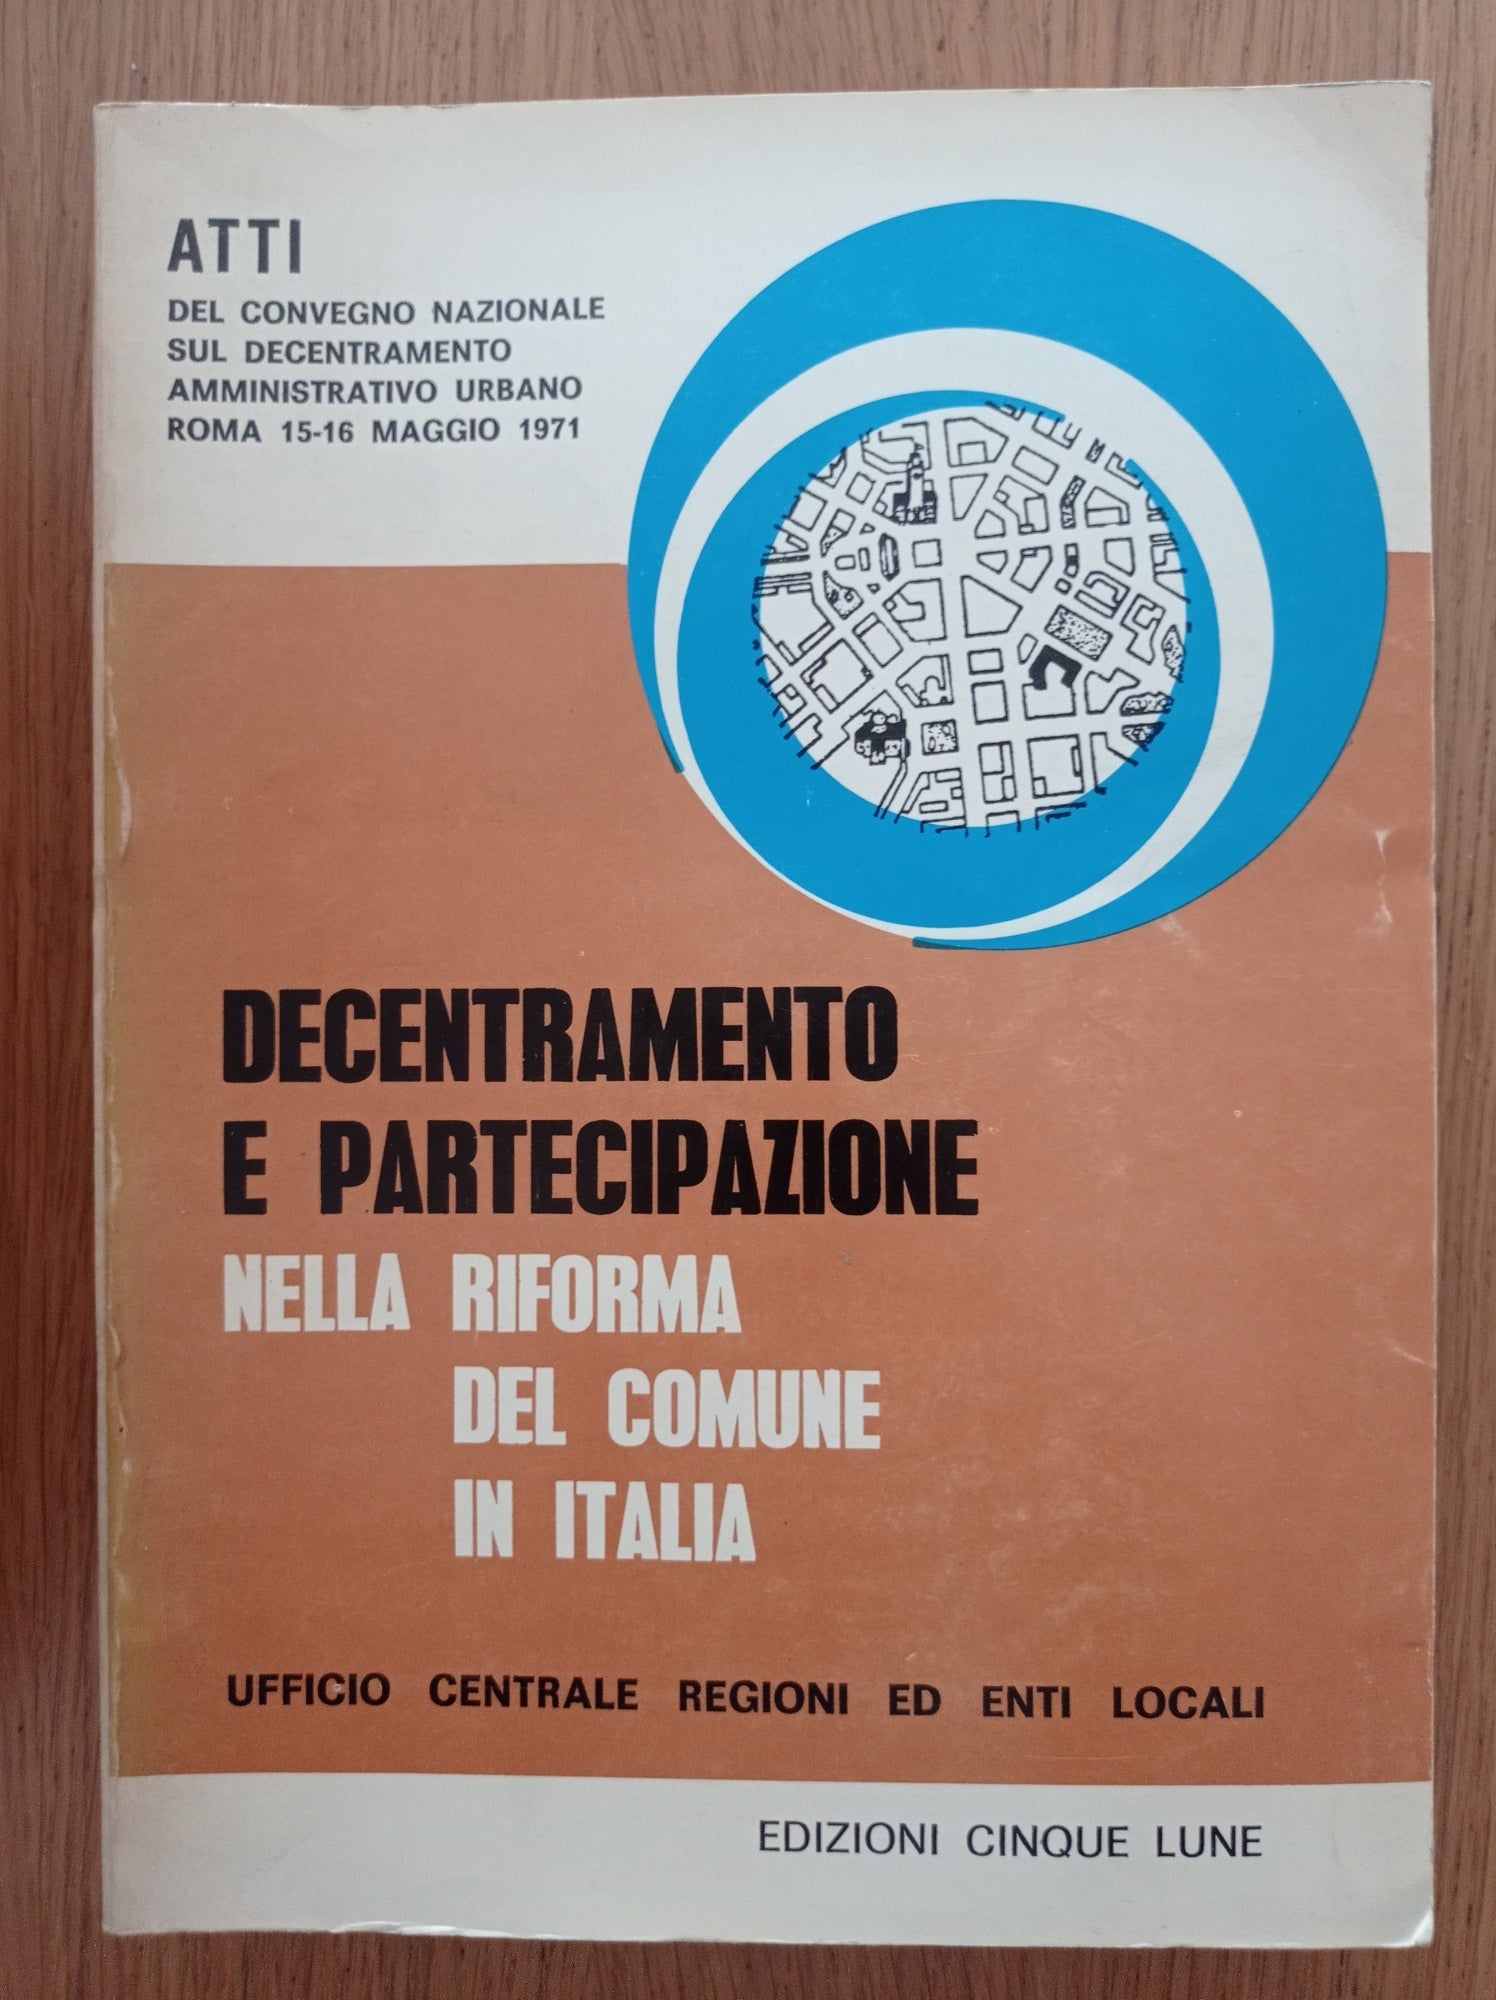 ATTI
DEL CONVEGNO NAZIONALE
SUL DECENTRAMENTO
AMMINISTRATIVO URBANO
ROMA 15-16 MAGGIO 1971
DECENTRAMENTO
E PARTECIPAZIONE
NELLA RIFORMA
DEL COMUNE
IN ITALIA
UFFICIO CENTRALE REGIONI ED ENTI LOCALI
EDIZIONI CINQUE LUNE